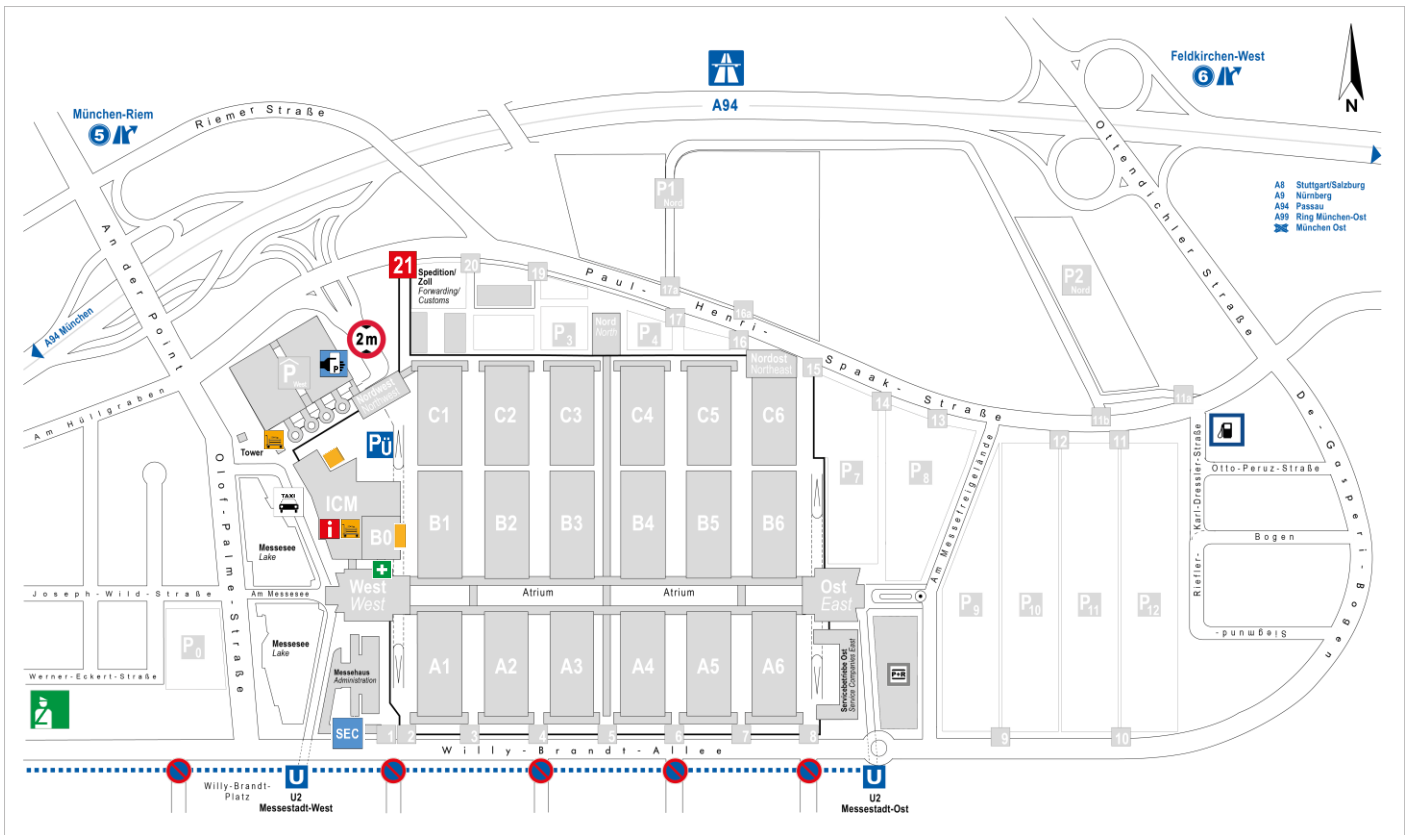 Feldkirchen-West
6
A94
N
München-Riem
5
Riemer Straße
Ottendichler Straße
A8 Stuttgart/Salzburg
A9 Nürnberg
A94 Passau
A99 Ring München-Ost
München Ost
P1
Nord
An der Point
21
Spedition/
Zoll
Forwarding/
Customs
20
19
Paul-Henri-Spaak-Straße
17a
P2
Nord
16a
17
16
A94 München
2m
P3
Nord
North
P4
P
West
P
Nordwest
Northwest
Nordost
Northeast
15
14
13
11a
11b
12
11
De-Gasperi-Bogen
Am Hüllgraben
C1
C2
C3
C4
C5
C6
Tower
PÜ
P7
P8
Otto-Peruz-Straße
Karl-Dressler-Straße
Olof-Palme-Straße
TAXI
ICM
i
B0
B1
B2
B3
B4
B5
B6
Am Messefreigelände
Bogen
Riefler-
Messesee
Lake
Joseph-Wild-Straße
Am Messesee
West
West
Atrium
Atrium
Ost
East
P9
P10
P11
P12
Siegmund-
P0
Messesee
Lake
Werner-Eckert-Straße
Messehaus
Administration
A1
A2
A3
A4
A5
A6
Servicebetriebe Ost
Service Companies East
P+R
SEC
1
2
3
4
5
6
7
8
9
10
Willy-Brandt-Allee
U
U
Willy-Brandt-
Platz
U2
Messestadt-West
U2
Messestadt-Ost